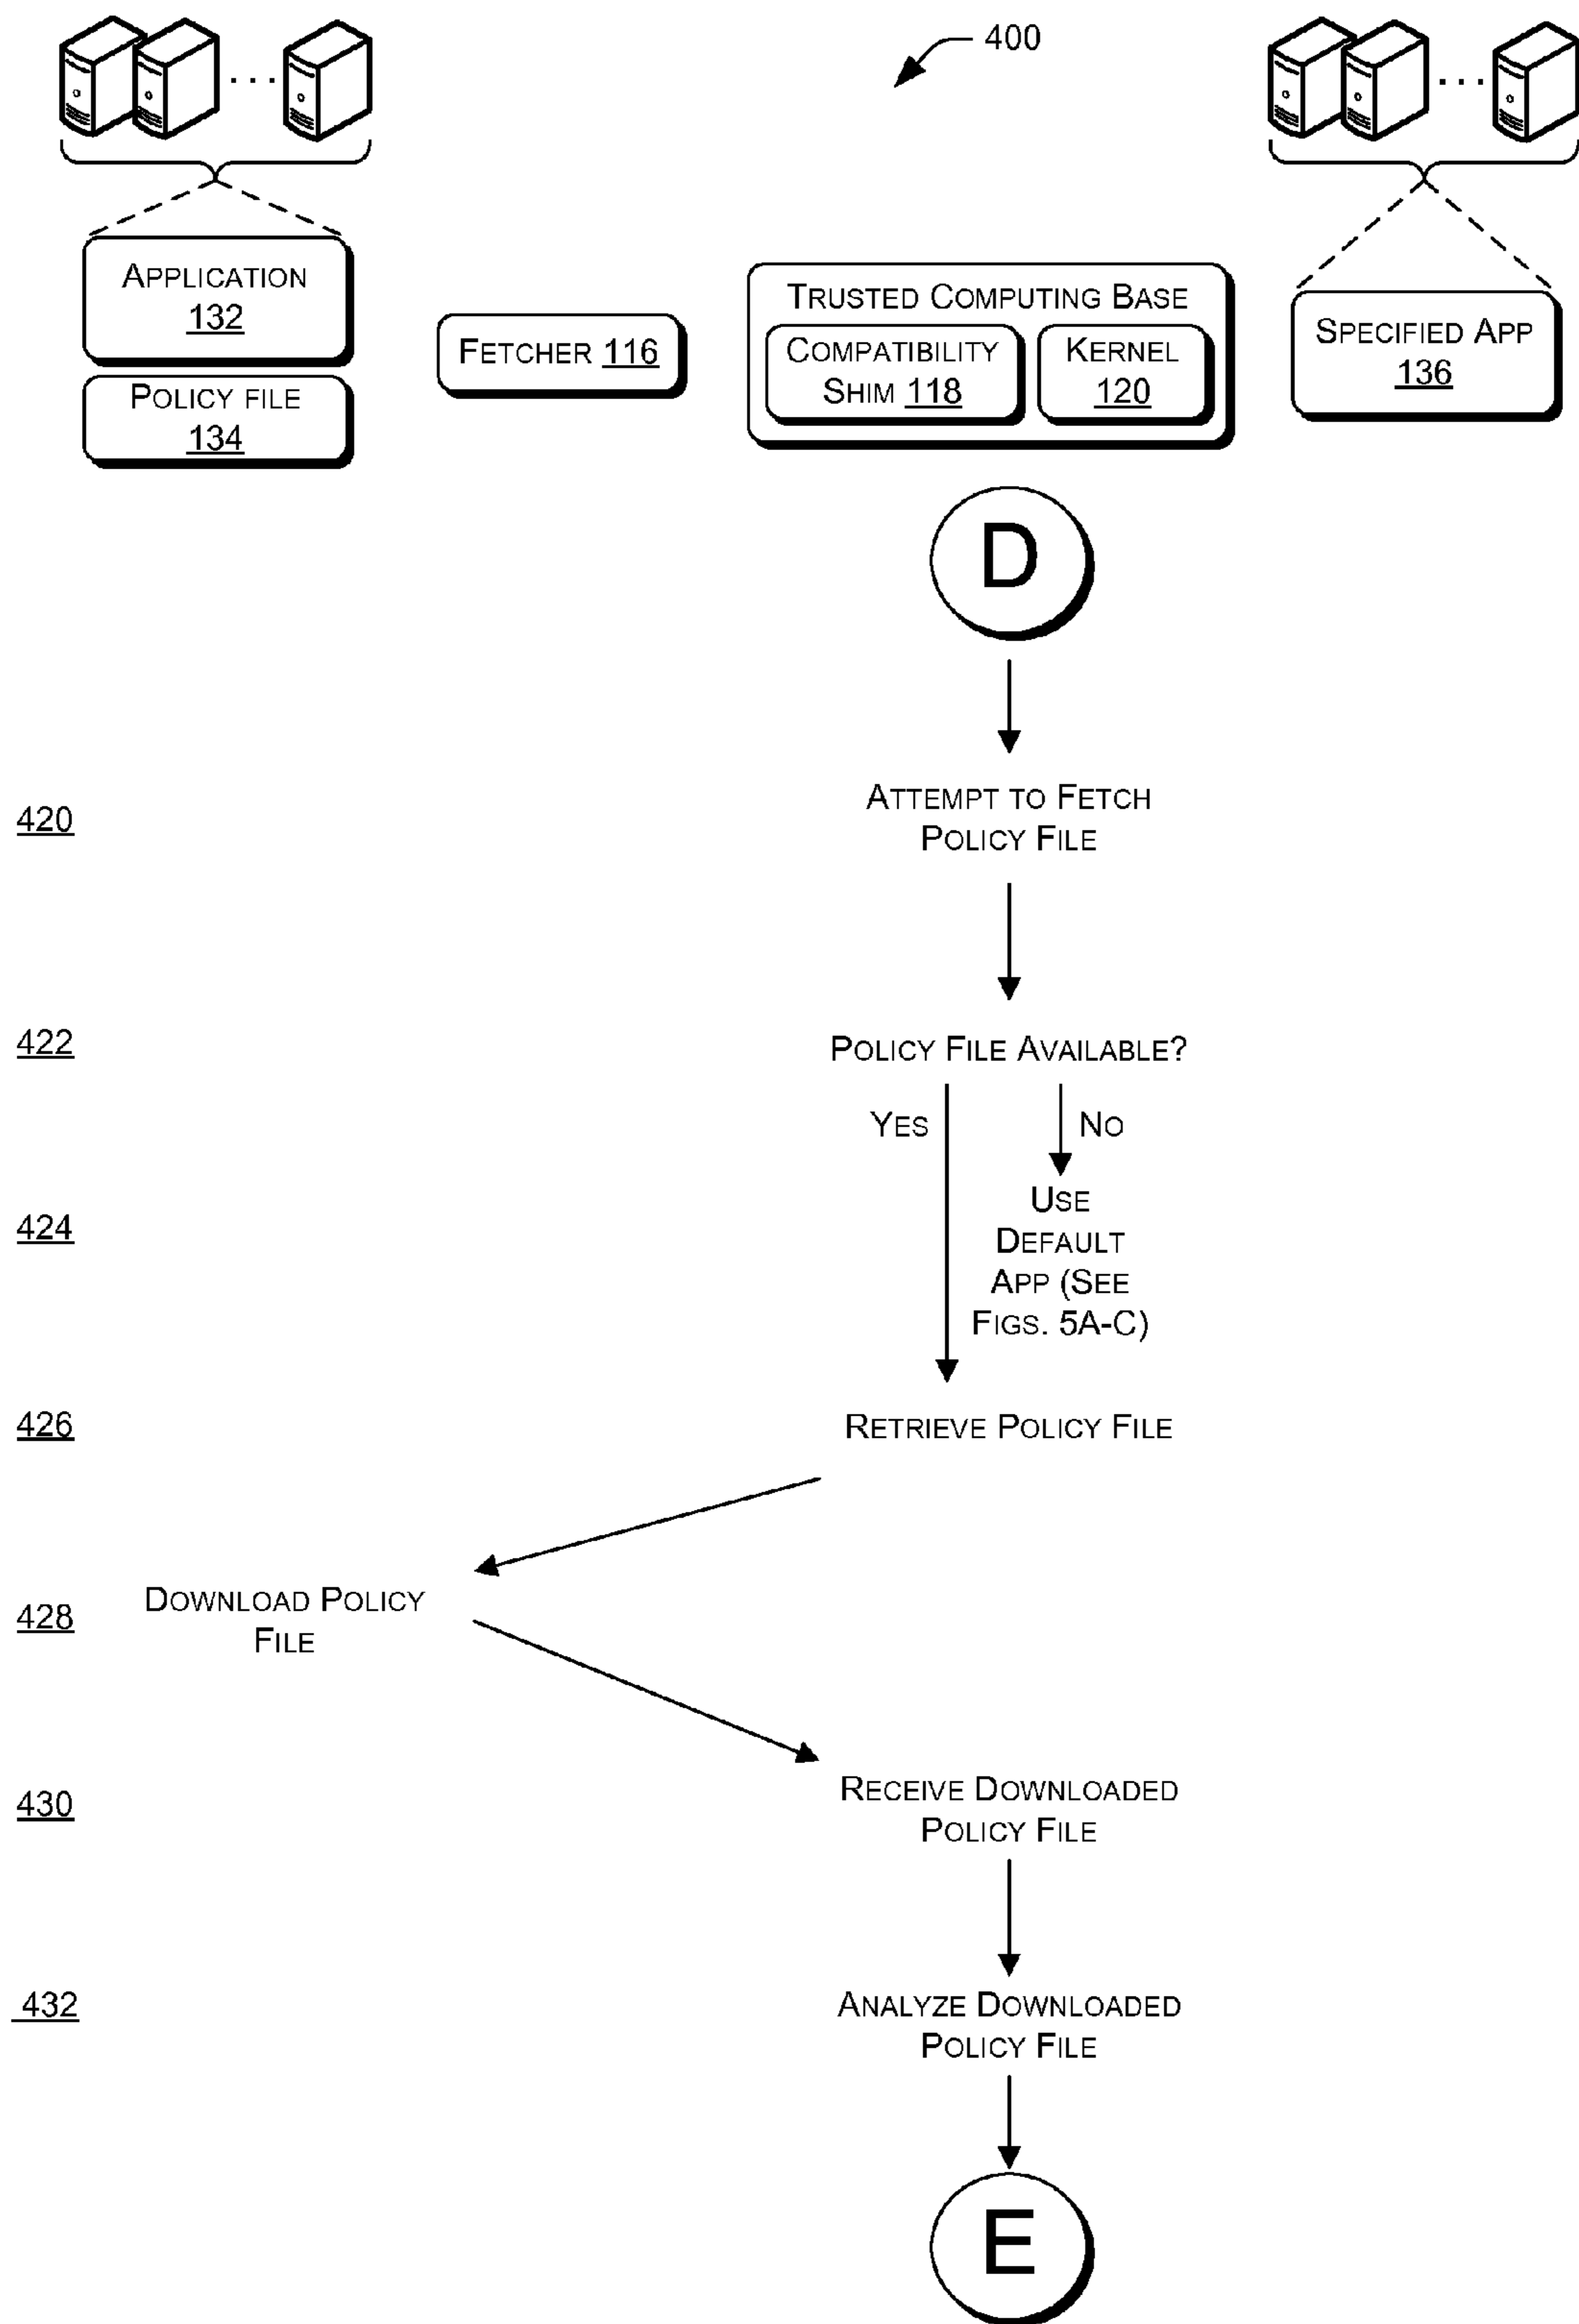 400
APPLICATION
132
POLICY FILE
134
FETCHER 116
TRUSTED COMPUTING BASE
COMPATIBILITY
SHIM 118
KERNEL
120
SPECIFIED APP
136
D
420
ATTEMPT TO FETCH
POLICY FILE
422
POLICY FILE AVAILABLE?
YES
NO
424
USE
DEFAULT
APP (SEE
FIGS. 5A-C)
426
RETRIEVE POLICY FILE
428
DOWNLOAD POLICY
FILE
430
RECEIVE DOWNLOADED
POLICY FILE
432
ANALYZE DOWNLOADED
POLICY FILE
E